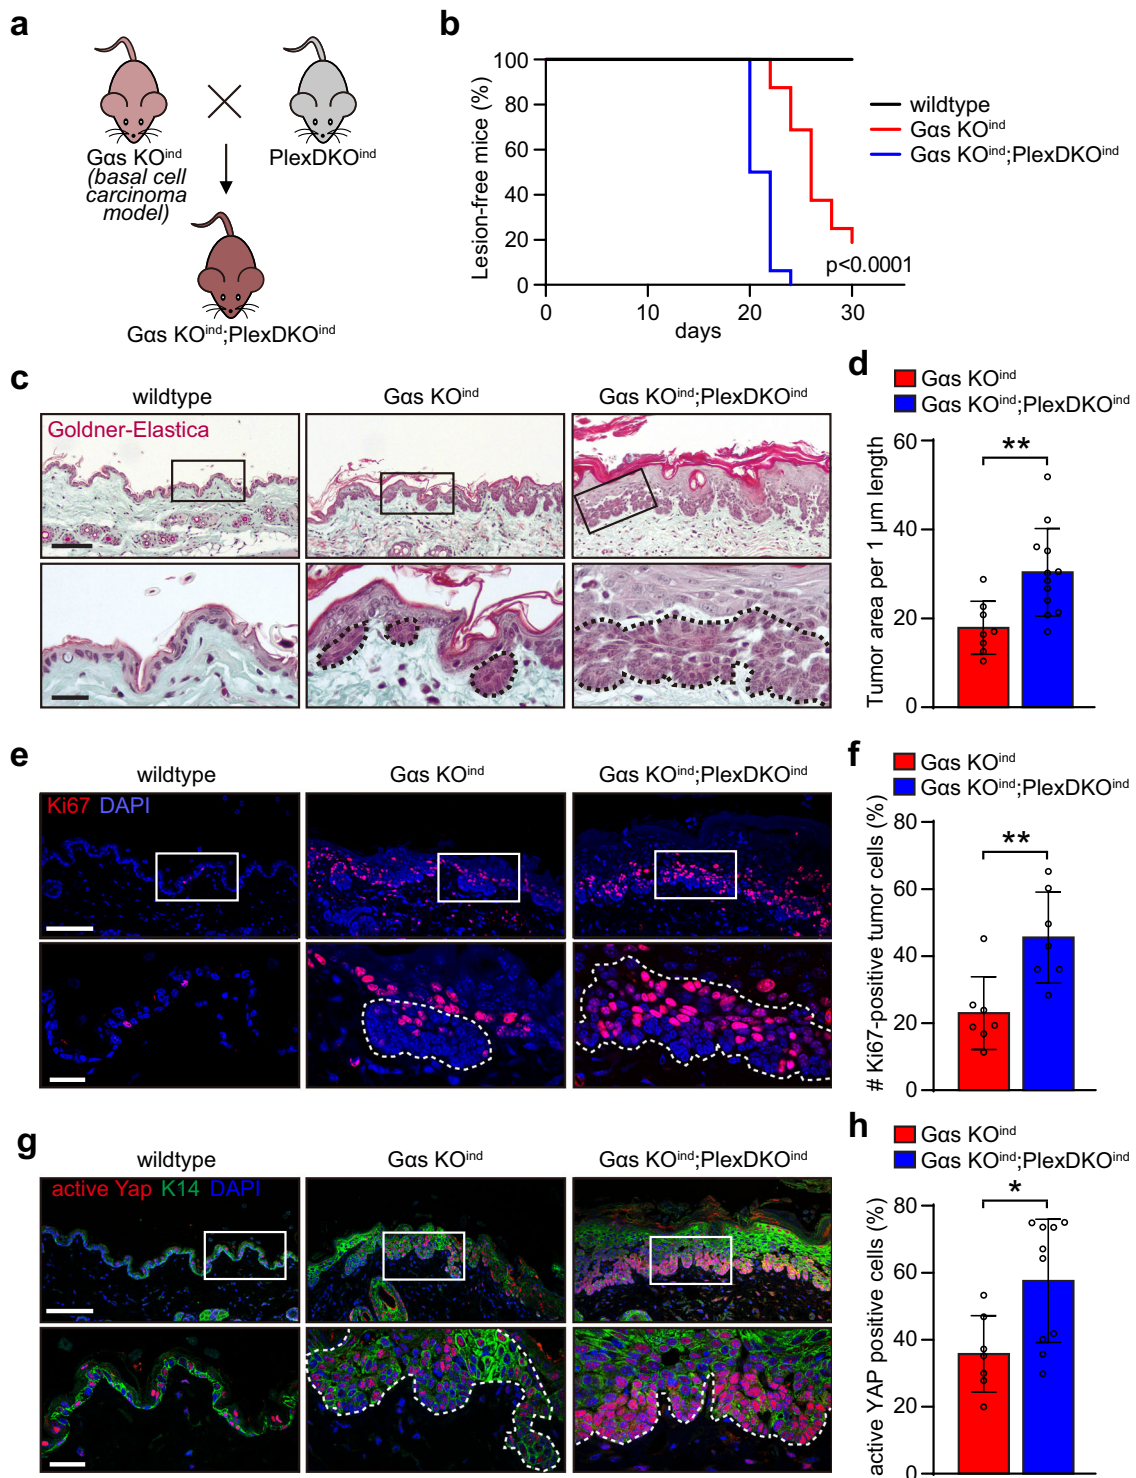 a
Gαs KOind
(basal cell
carcinoma
model)
PlexDKOind
Gαs KOind;PlexDKOind
b
Lesion-free mice (%)
100
80
60
40
20
0
0
10
20
30
days
p<0.0001
wildtype
Gαs KOind
Gαs KOind;PlexDKOind
c
wildtype
Gαs KOind
Gαs KOind;PlexDKOind
Goldner-Elastica
d
Gαs KOind
Gαs KOind;PlexDKOind
Tumor area per 1 µm length
60
40
20
0
**
e
wildtype
Gαs KOind
Gαs KOind;PlexDKOind
Ki67 DAPI
f
Gαs KOind
Gαs KOind;PlexDKOind
# Ki67-positive tumor cells (%)
80
60
40
20
0
**
g
wildtype
Gαs KOind
Gαs KOind;PlexDKOind
active Yap K14 DAPI
h
Gαs KOind
Gαs KOind;PlexDKOind
active YAP positive cells (%)
80
60
40
20
0
*